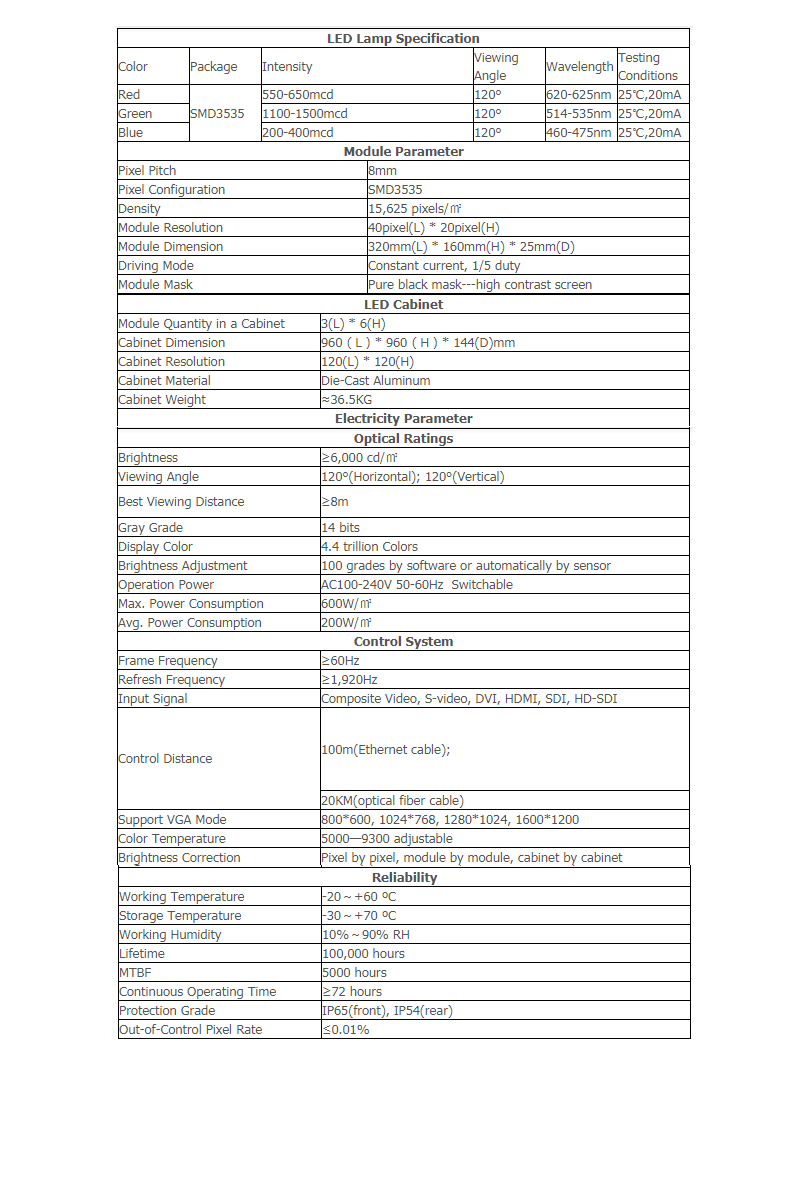 LED Lamp Specification
Color Package Intensity Viewing Angle Wavelength Testing Conditions
Red SMD3535 550-650mcd 120º 620-625nm 25℃,20mA
Green 1100-1500mcd 120º 514-535nm 25℃,20mA
Blue 200-400mcd 120º 460-475nm 25℃,20mA
Module Parameter
Pixel Pitch 8mm
Pixel Configuration SMD3535
Density 15,625 pixels/㎡
Module Resolution 40pixel(L) * 20pixel(H)
Module Dimension 320mm(L) * 160mm(H) * 25mm(D)
Driving Mode Constant current, 1/5 duty
Module Mask Pure black mask---high contrast screen
LED Cabinet
Module Quantity in a Cabinet 3(L) * 6(H)
Cabinet Dimension 960 ( L ) * 960 ( H ) * 144(D)mm
Cabinet Resolution 120(L) * 120(H)
Cabinet Material Die-Cast Aluminum
Cabinet Weight ≈36.5KG
Electricity Parameter
Optical Ratings
Brightness ≥6,000 cd/㎡
Viewing Angle 120º(Horizontal); 120º(Vertical)
Best Viewing Distance ≥8m
Gray Grade 14 bits
Display Color 4.4 trillion Colors
Brightness Adjustment 100 grades by software or automatically by sensor
Operation Power AC100-240V 50-60Hz Switchable
Max. Power Consumption 600W/㎡
Avg. Power Consumption 200W/㎡
Control System
Frame Frequency ≥60Hz
Refresh Frequency ≥1,920Hz
Input Signal Composite Video, S-video, DVI, HDMI, SDI, HD-SDI
Control Distance 100m(Ethernet cable);
20KM(optical fiber cable)
Support VGA Mode 800*600, 1024*768, 1280*1024, 1600*1200
Color Temperature 5000—9300 adjustable
Brightness Correction Pixel by pixel, module by module, cabinet by cabinet
Reliability
Working Temperature -20～+60 ºC
Storage Temperature -30～+70 ºC
Working Humidity 10%～90% RH
Lifetime 100,000 hours
MTBF 5000 hours
Continuous Operating Time ≥72 hours
Protection Grade IP65(front), IP54(rear)
Out-of-Control Pixel Rate ≤0.01%